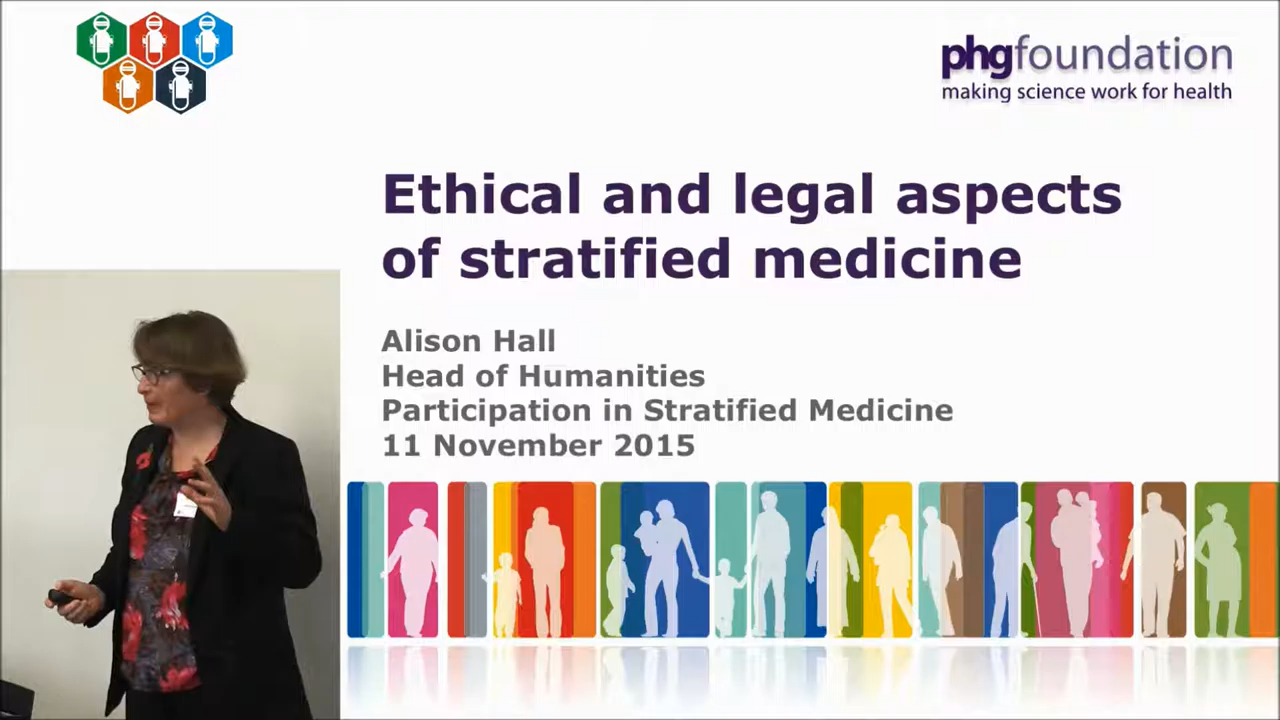 phgfoundation
making science work for health
Ethical and legal aspects
of stratified medicine
Alison Hall
Head of Humanities
Participation in Stratified Medicine
11 November 2015